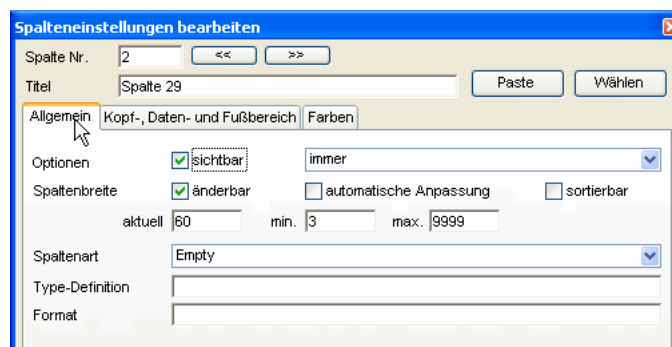 Spalteneinstellungen bearbeiten
Spalte Nr. 2 << >>
Titel Spalte 29 Paste Wählen
Allgemein Kopf-, Daten- und Fußbereich Farben
Optionen sichtbar immer
Spaltenbreite änderbar automatische Anpassung sortierbar
aktuell 60 min. 3 max. 9999
Spaltenart Empty
Type-Definition
Format